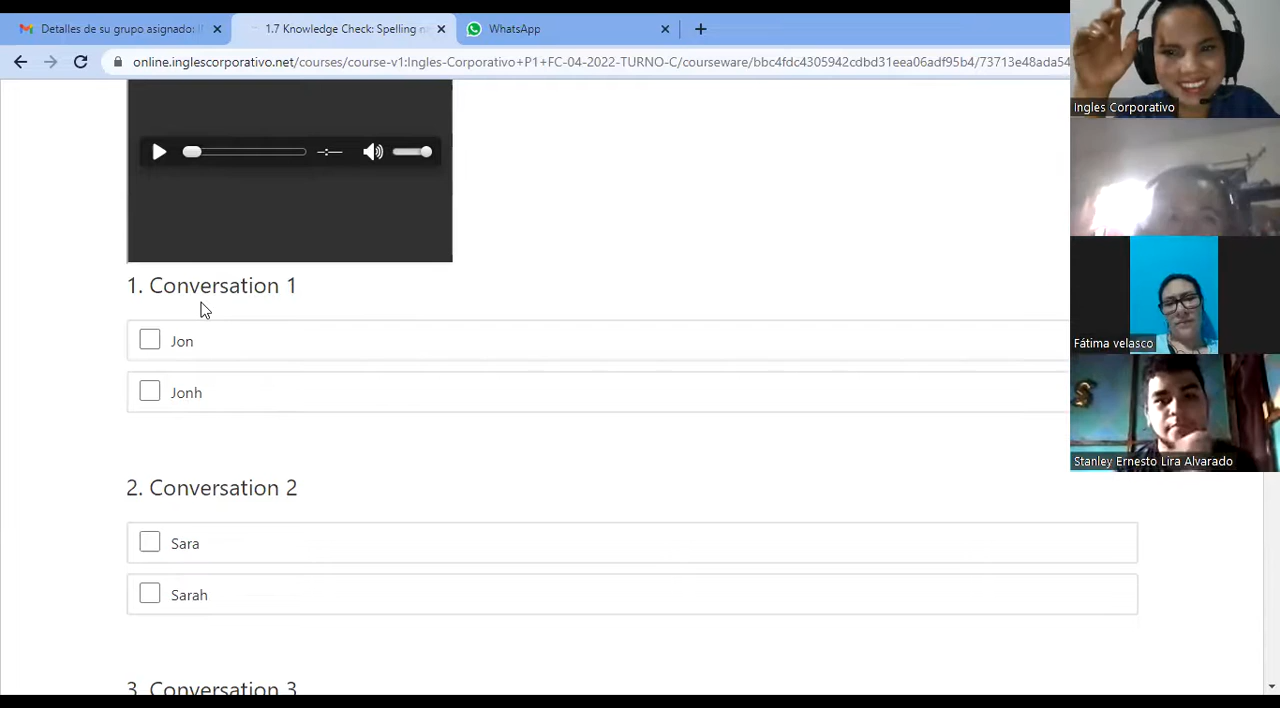 Detalles de su grupo asignado: I
1.7 Knowledge Check: Spelling n
WhatsApp
online.inglescorporativo.net/courses/course-v1:Ingles-Corporativo+P1+FC-04-2022-TURNO-C/courseware/bbc4fdc4305942cdbd31eea06adf95b4/73713e48ada54
Ingles Corporativo
1. Conversation 1
Jon
Jonh
Fátima velasco
Stanley Ernesto Lira Alvarado
2. Conversation 2
Sara
Sarah
3. Conversation 3